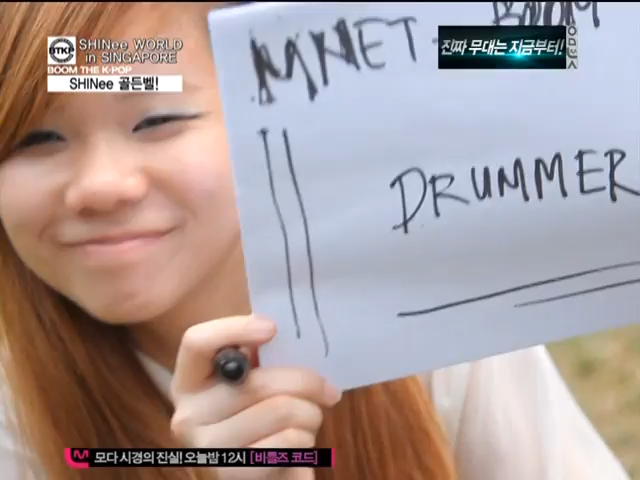 BTK
SHINee WORLD
in SINGAPORE
BOOM THE K-POP
SHINee 골든벨!
진짜 무대는 지금부터!
MNET BOOM
DRUMMER
모다 시경의 진실! 오늘밤 12시 [비틀즈 코드]